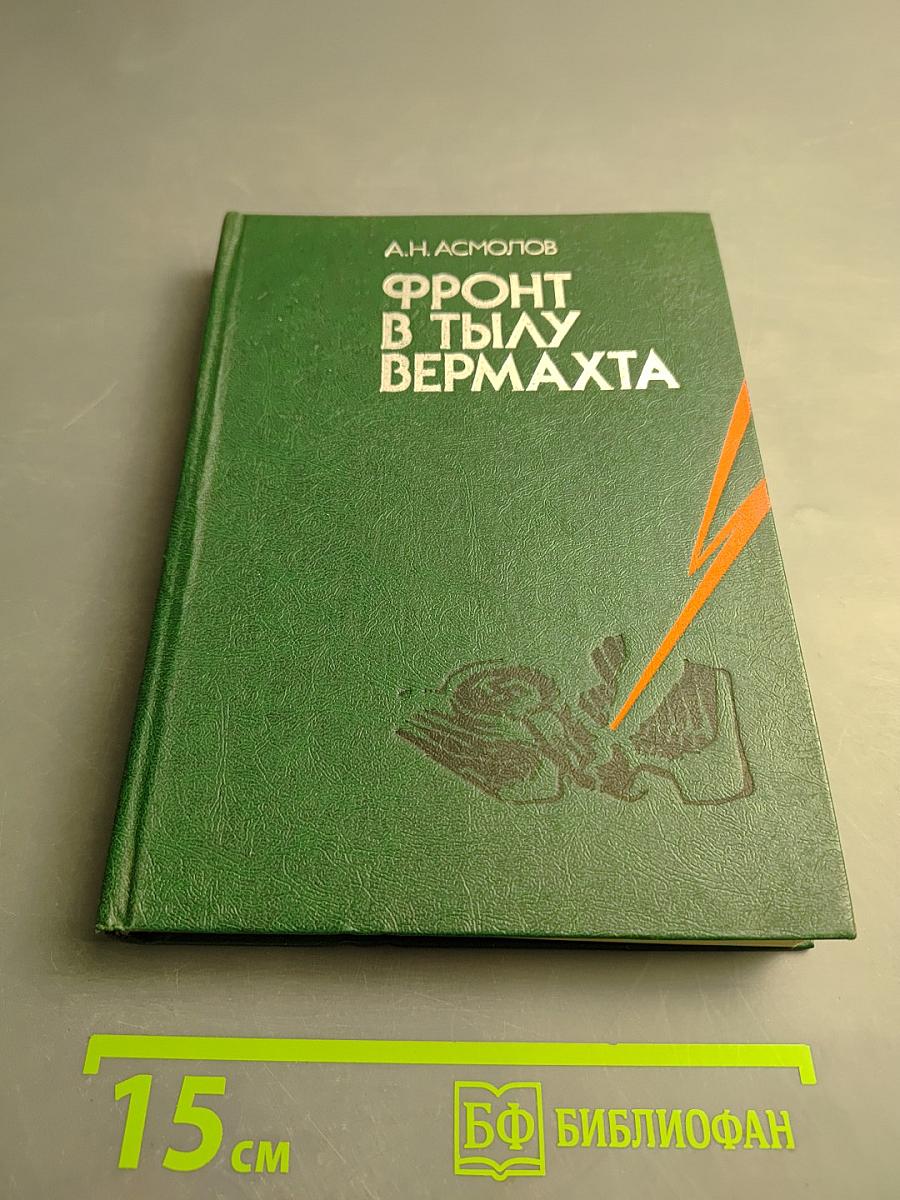 А.Н. АСМОЛОВ
ФРОНТ
В ТЫЛУ
ВЕРМАХТА
15 см
БФ БИБЛИОФАН